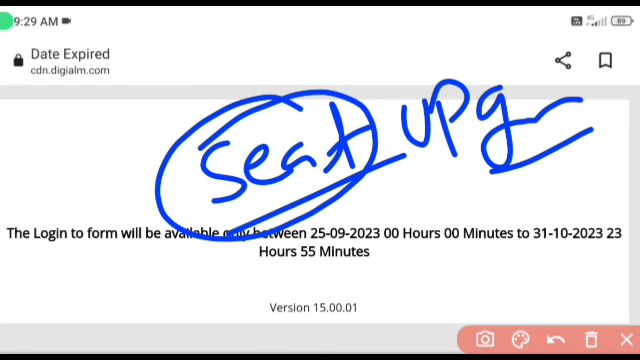 9:29 AM
4G
89
Date Expired
cdn.digialm.com
seat upg
The Login to form will be available only between 25-09-2023 00 Hours 00 Minutes to 31-10-2023 23
Hours 55 Minutes
Version 15.00.01